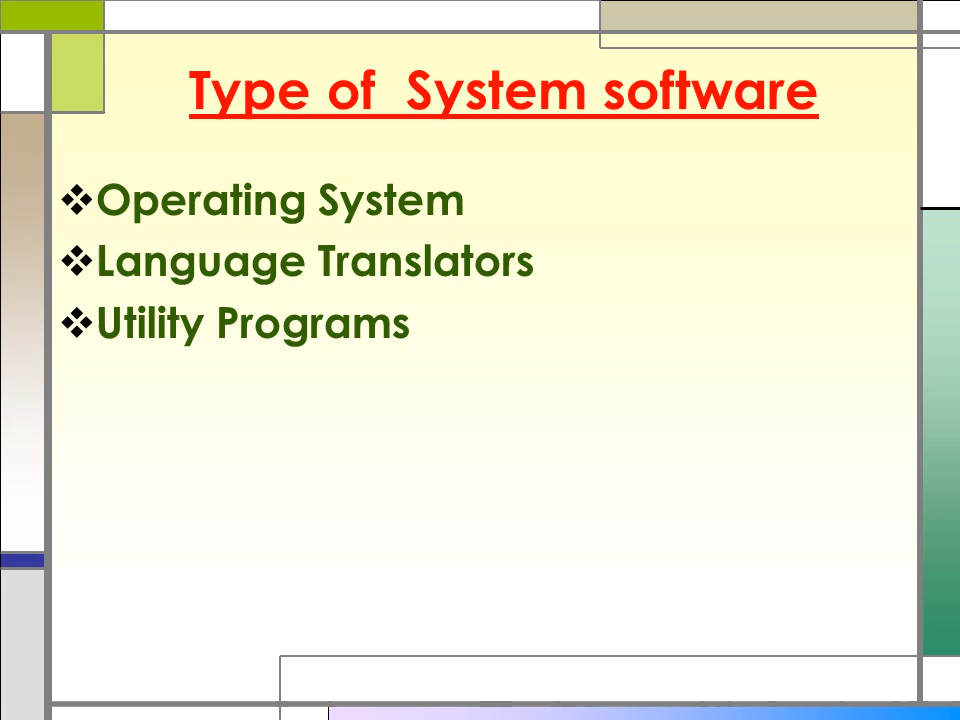 Type of System software
❖ Operating System
❖ Language Translators
❖ Utility Programs